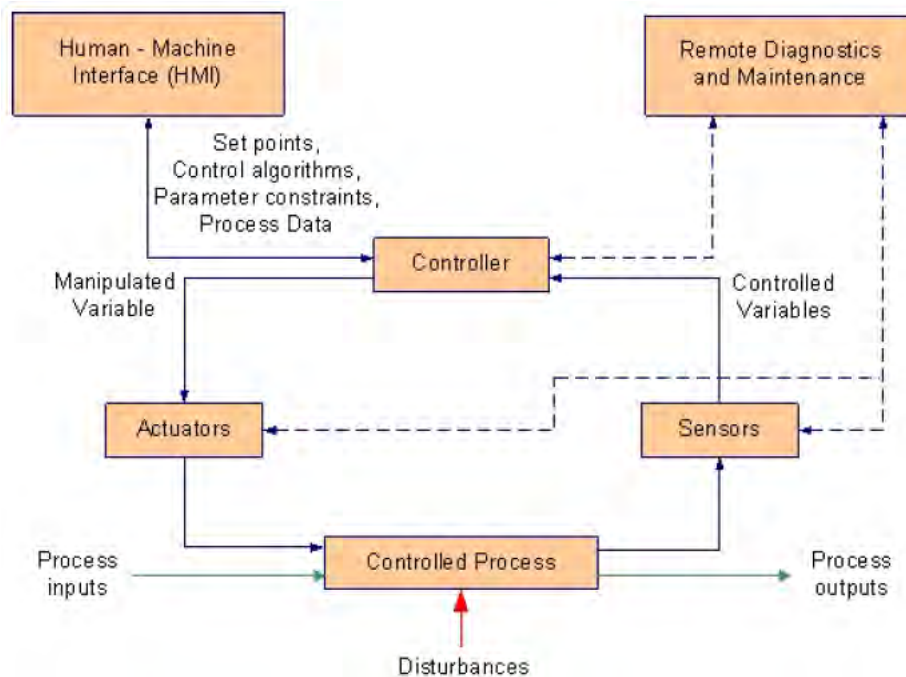 Human - Machine
Interface (HMI)
Remote Diagnostics
and Maintenance
Set points,
Control algorithms,
Parameter constraints,
Process Data
Controller
Manipulated
Variable
Controlled
Variables
Actuators
Sensors
Process
inputs
Controlled Process
Process
outputs
Disturbances